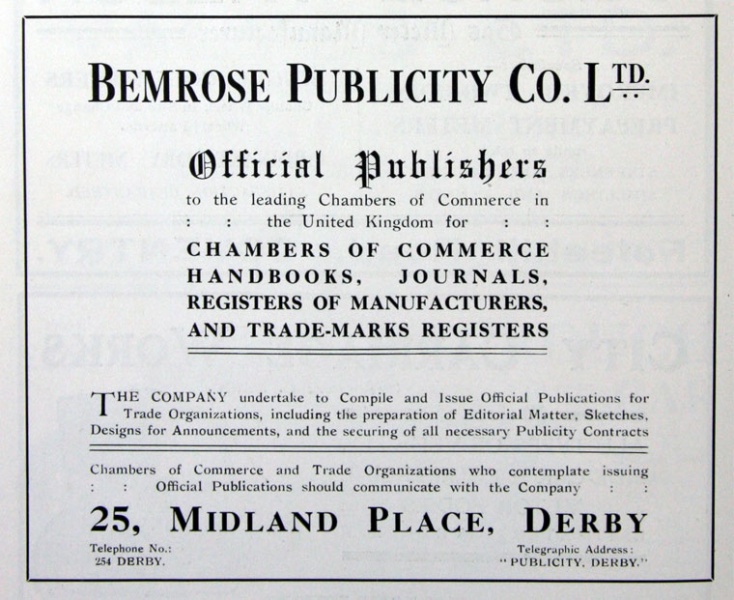 BEMROSE PUBLICITY CO. LTD.
Official Publishers
to the leading Chambers of Commerce in
: : the United Kingdom for : :
CHAMBERS OF COMMERCE
HANDBOOKS, JOURNALS,
REGISTERS OF MANUFACTURERS,
AND TRADE-MARKS REGISTERS
THE COMPANY undertake to Compile and Issue Official Publications for
Trade Organizations, including the preparation of Editorial Matter, Sketches,
Designs for Announcements, and the securing of all necessary Publicity Contracts
Chambers of Commerce and Trade Organizations who contemplate issuing
: : Official Publications should communicate with the Company : :
25, MIDLAND PLACE, DERBY
Telephone No.:
254 DERBY.
Telegraphic Address:
"PUBLICITY, DERBY."